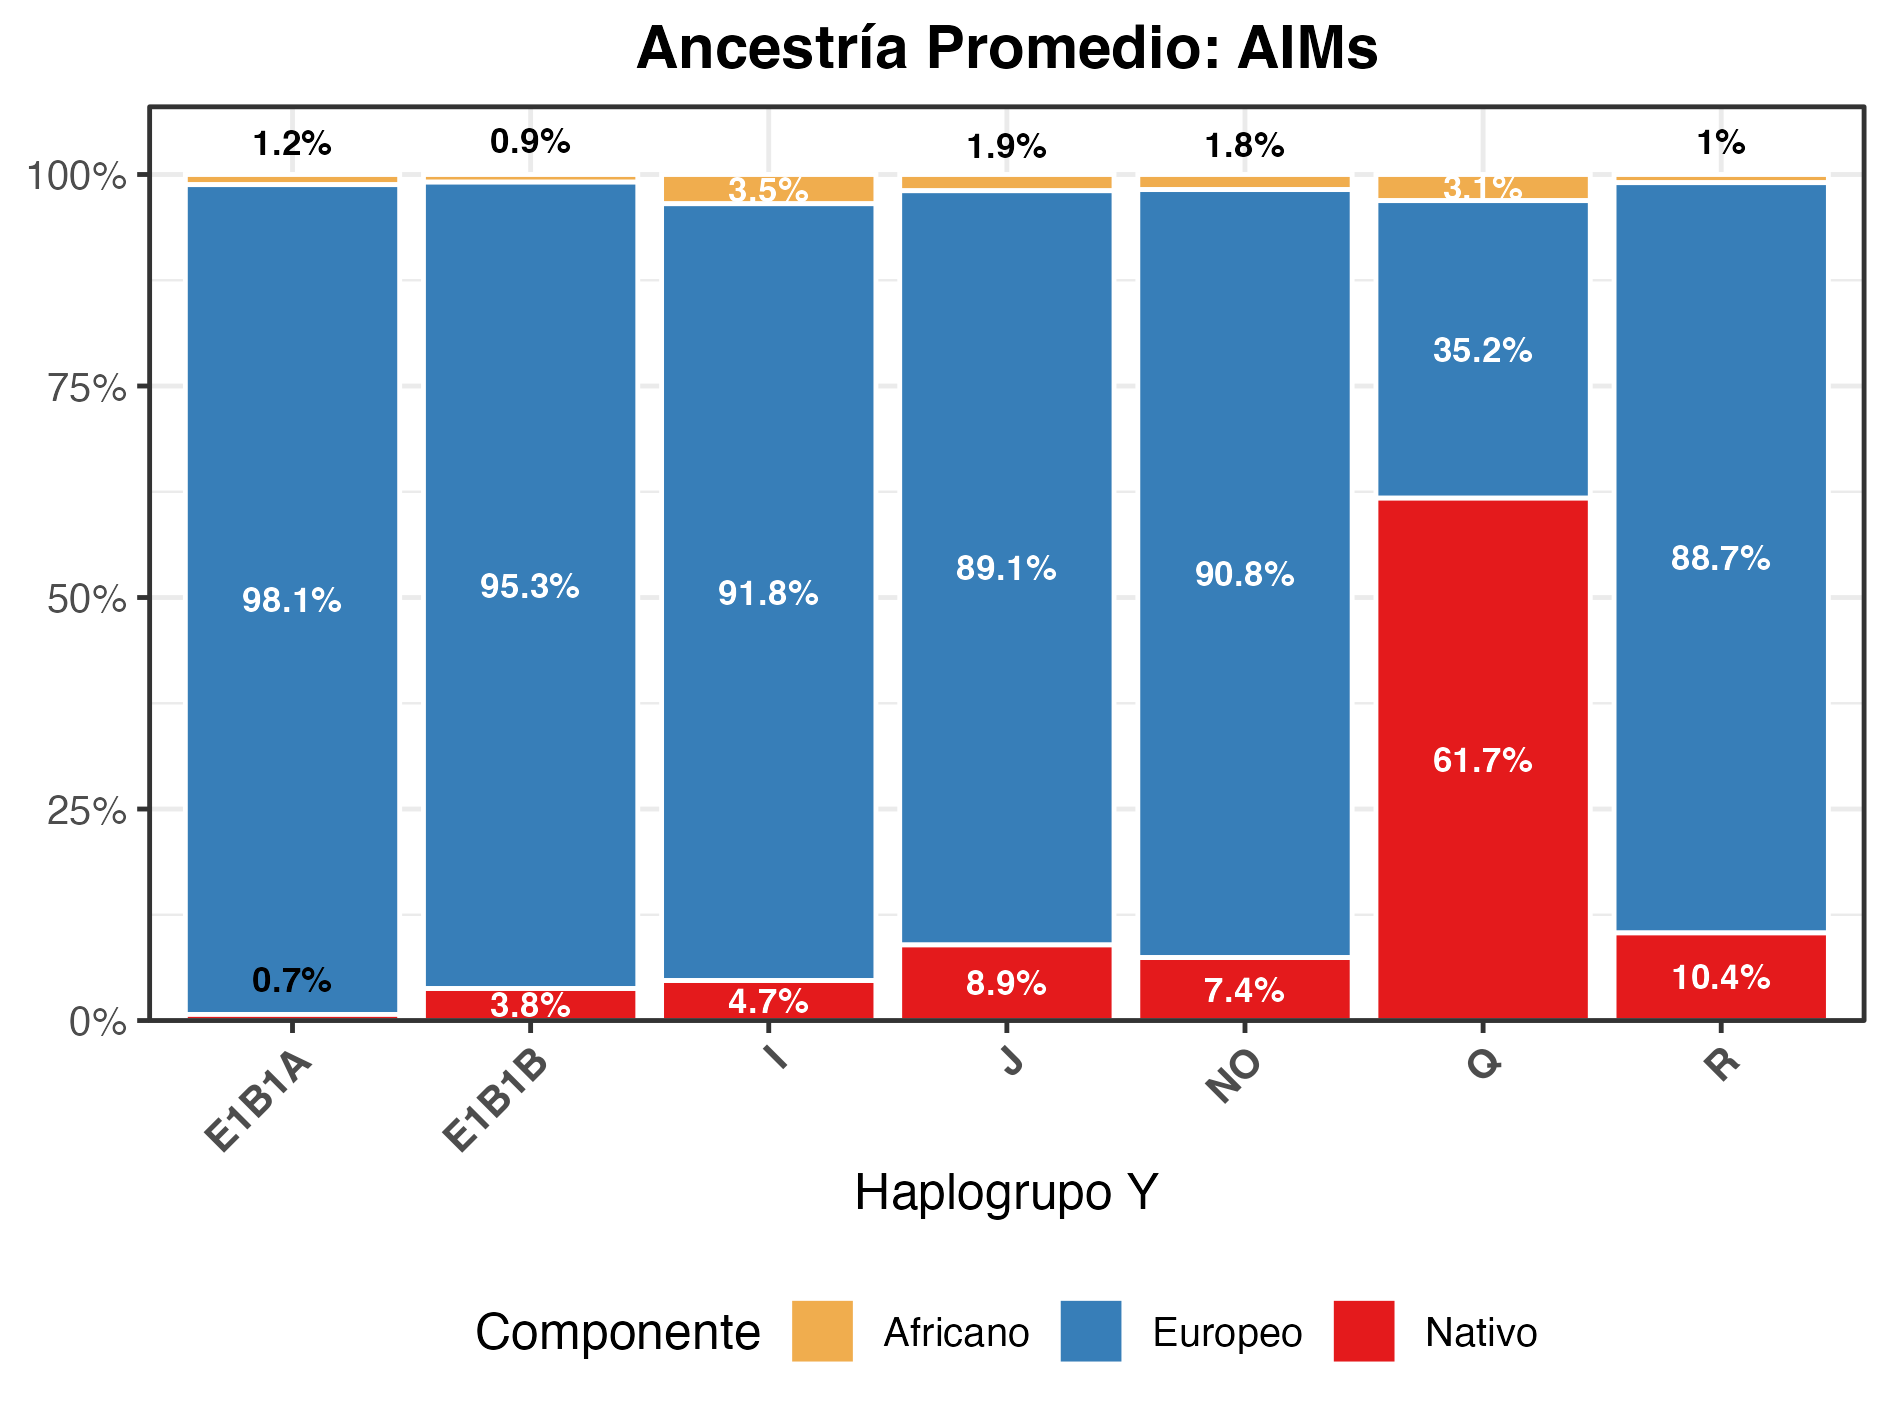 Ancestría Promedio: AIMs
1.2% 0.9% 1.9% 1.8% 1%
100%
3.5% 3.1%
35.2%
75%
98.1% 95.3% 91.8% 89.1% 90.8% 88.7%
50%
61.7%
25%
0.7% 3.8% 4.7% 8.9% 7.4% 10.4%
0%
E1B1A E1B1B I J NO Q R
Haplogrupo Y
Componente Africano Europeo Nativo